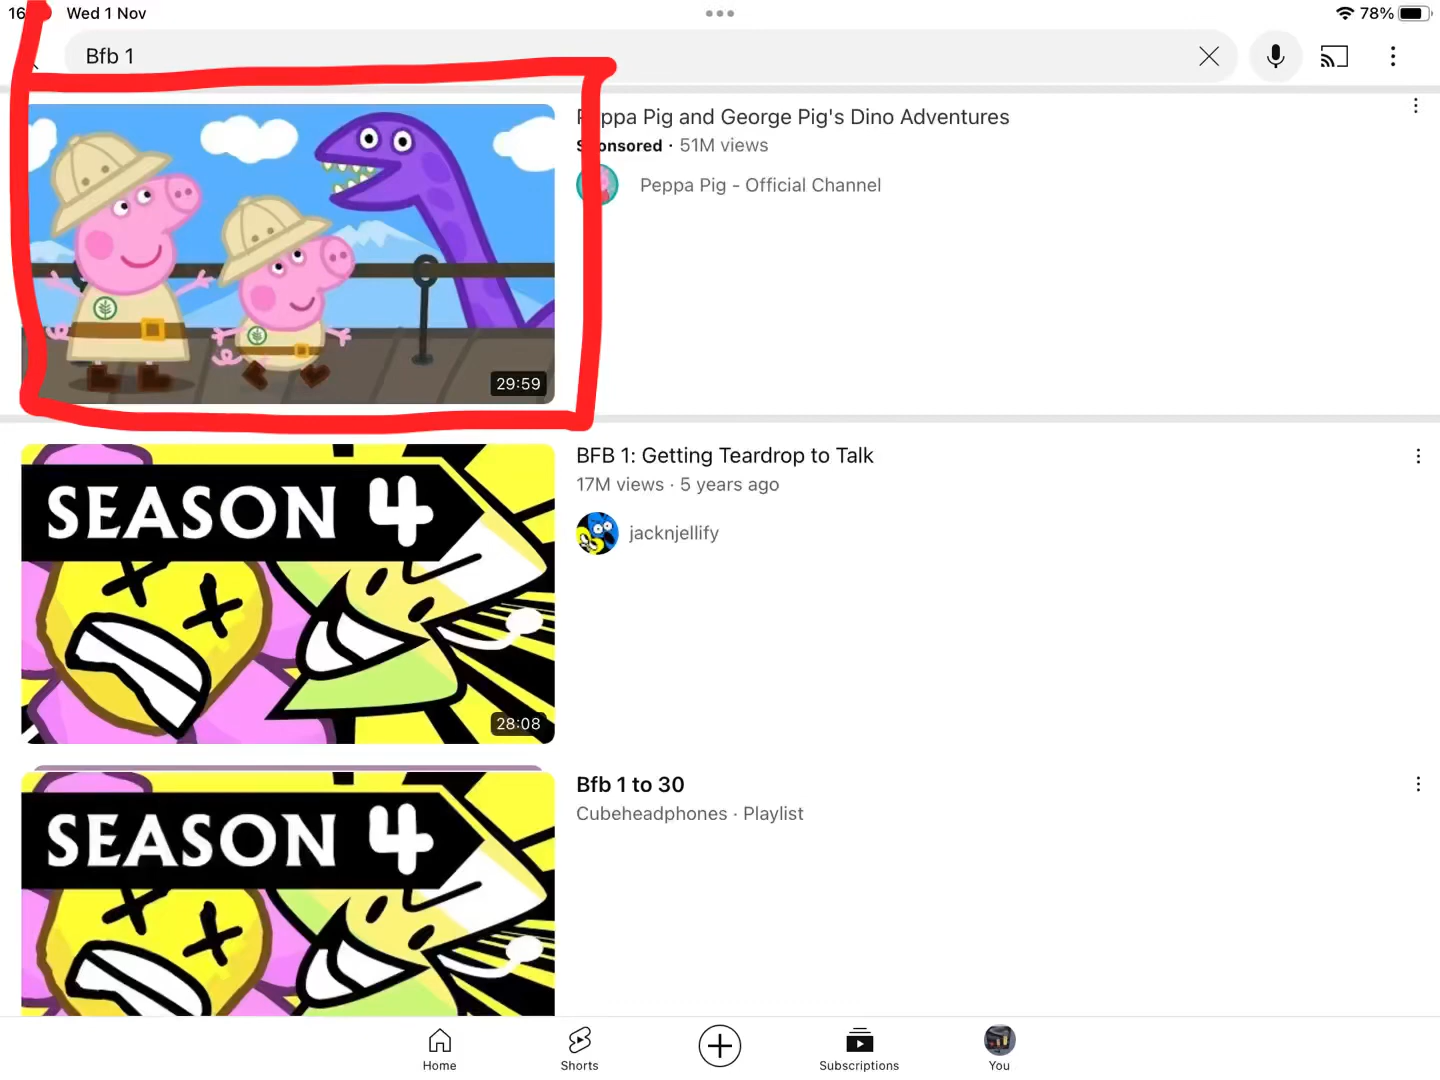 Wed 1 Nov
78%
Bfb 1
Peppa Pig and George Pig's Dino Adventures
Sponsored · 51M views
Peppa Pig - Official Channel
29:59
SEASON 4
BFB 1: Getting Teardrop to Talk
17M views · 5 years ago
jacknjellify
28:08
SEASON 4
Bfb 1 to 30
Cubeheadphones · Playlist
Home
Shorts
Subscriptions
You